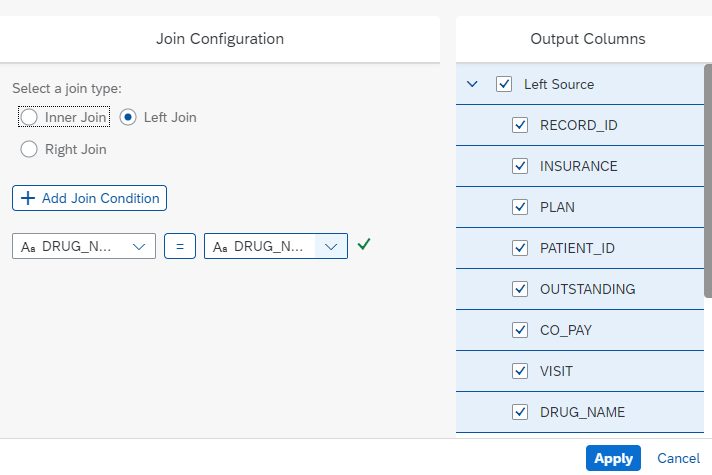 Join Configuration
Select a join type:
Inner Join
Left Join
Right Join
+ Add Join Condition
Aa DRUG_N...
=
Aa DRUG_N...
Output Columns
Left Source
RECORD_ID
INSURANCE
PLAN
PATIENT_ID
OUTSTANDING
CO_PAY
VISIT
DRUG_NAME
Apply
Cancel